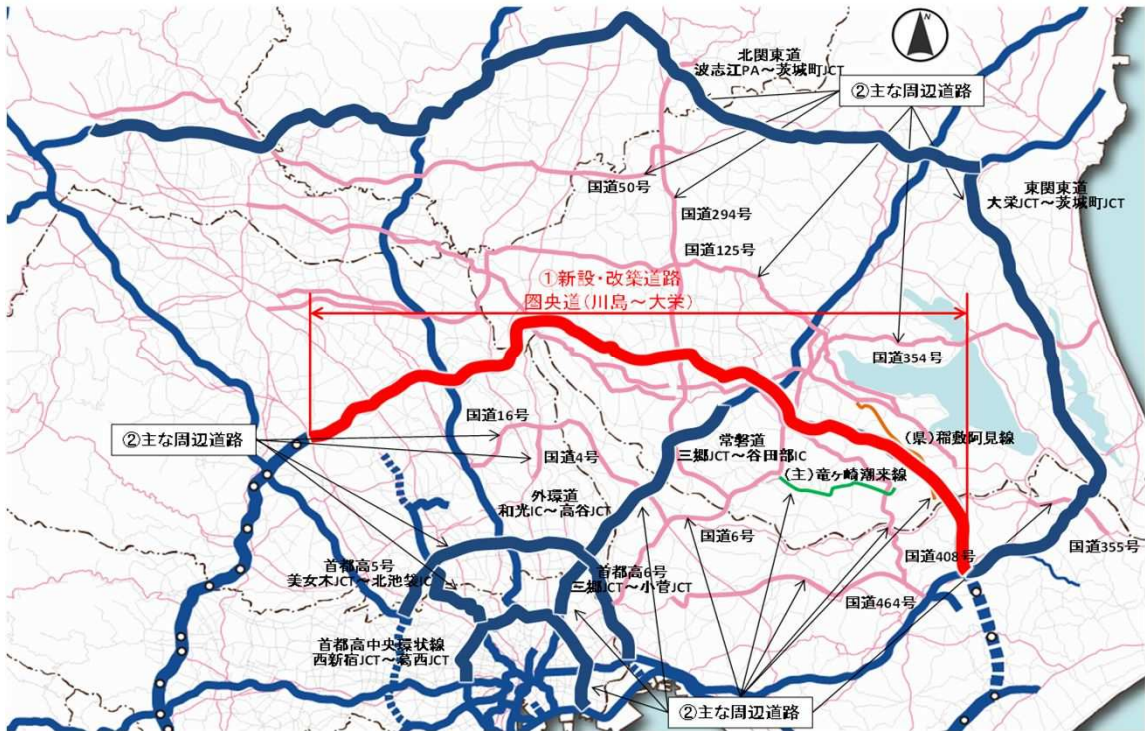 N
北関東道
波志江PA~茨城町JCT
②主な周辺道路
東関東道
大栄JCT~茨城町JCT
国道50号
国道294号
国道125号
①新設・改築道路
圏央道(川島~大栄)
国道354号
国道16号
②主な周辺道路
国道4号
常磐道
三郷JCT~谷田部IC
(県)稲敷阿見線
(主)竜ヶ崎潮来線
外環道
和光IC~高谷JCT
国道6号
国道408号
国道355号
首都高5号
美女木JCT~北池袋IC
首都高6号
三郷JCT~小菅JCT
国道464号
首都高中央環状線
西新宿JCT~葛西JCT
②主な周辺道路